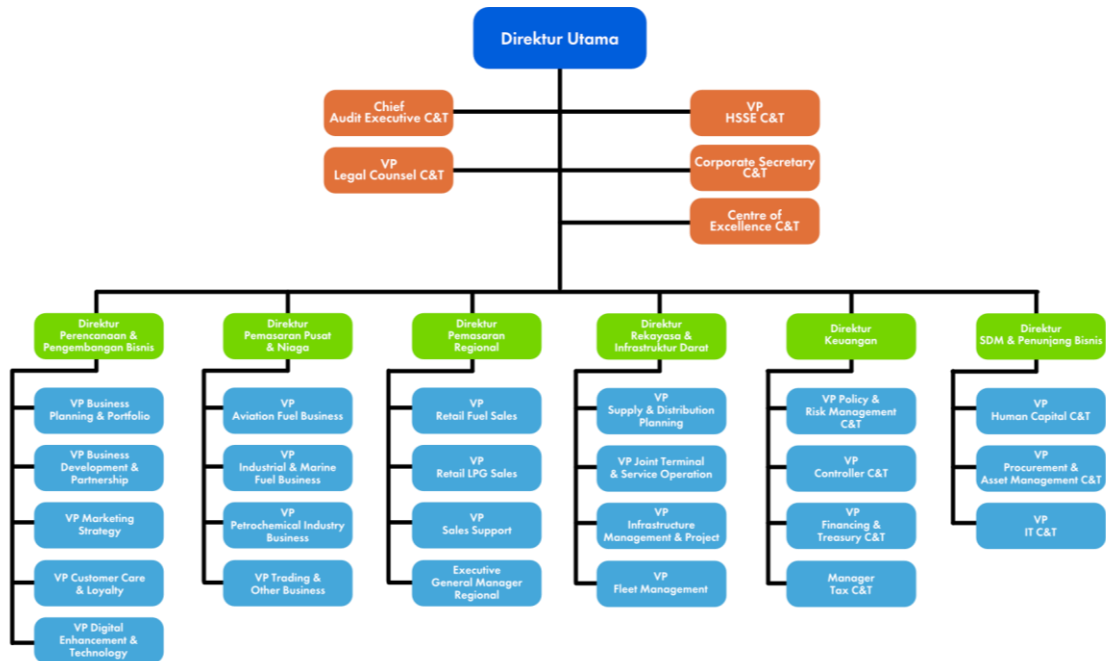 Direktur Utama
Chief
Audit Executive C&T
VP
HSSE C&T
VP
Legal Counsel C&T
Corporate Secretary
C&T
Centre of
Excellence C&T
Direktur
Perencanaan &
Pengembangan Bisnis
Direktur
Pemasaran Pusat
& Niaga
Direktur
Pemasaran
Regional
Direktur
Rekayasa &
Infrastruktur Darat
Direktur
Keuangan
Direktur
SDM & Penunjang Bisnis
VP Business
Planning & Portfolio
VP Business
Development &
Partnership
VP Marketing
Strategy
VP Customer Care
& Loyalty
VP Digital
Enhancement &
Technology
VP
Aviation Fuel Business
VP
Industrial & Marine
Fuel Business
VP
Petrochemical Industry
Business
VP Trading &
Other Business
VP
Retail Fuel Sales
VP
Retail LPG Sales
VP
Sales Support
Executive
General Manager
Regional
VP
Supply & Distribution
Planning
VP Joint Terminal
& Service Operation
VP
Infrastructure
Management & Project
VP
Fleet Management
VP Policy &
Risk Management
C&T
VP
Controller C&T
VP
Financing &
Treasury C&T
Manager
Tax C&T
VP
Human Capital C&T
VP
Procurement &
Asset Management C&T
VP
IT C&T